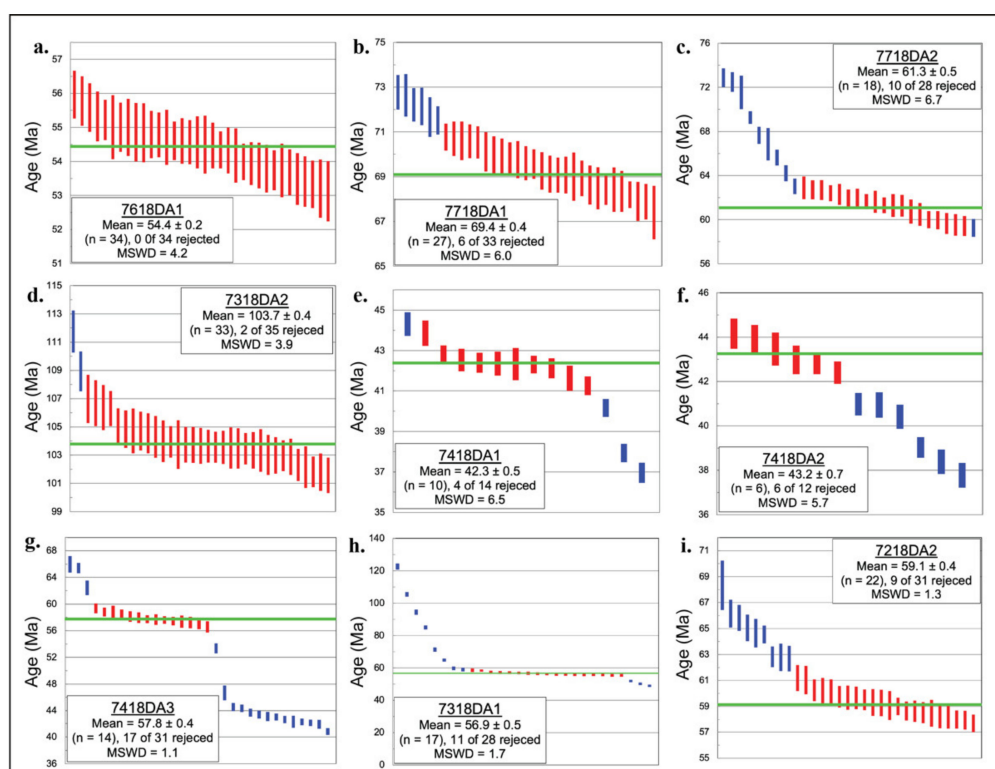 a.
57
56
55
54
53
52
51
Age (Ma)
7618DA1
Mean = 54.4 ± 0.2
(n = 34), 0 of 34 rejected
MSWD = 4.2
b.
75
73
71
69
67
65
Age (Ma)
7718DA1
Mean = 69.4 ± 0.4
(n = 27), 6 of 33 rejected
MSWD = 6.0
c.
76
72
68
64
60
56
Age (Ma)
7718DA2
Mean = 61.3 ± 0.5
(n = 18), 10 of 28 rejeced
MSWD = 6.7
d.
115
113
111
109
107
105
103
101
99
Age (Ma)
7318DA2
Mean = 103.7 ± 0.4
(n = 33), 2 of 35 rejeced
MSWD = 3.9
e.
45
43
41
39
37
35
Age (Ma)
7418DA1
Mean = 42.3 ± 0.5
(n = 10), 4 of 14 rejected
MSWD = 6.5
f.
46
44
42
40
38
36
Age (Ma)
7418DA2
Mean = 43.2 ± 0.7
(n = 6), 6 of 12 rejected
MSWD = 5.7
g.
68
64
60
56
52
48
44
40
36
Age (Ma)
7418DA3
Mean = 57.8 ± 0.4
(n = 14), 17 of 31 rejeced
MSWD = 1.1
h.
140
120
100
80
60
40
20
0
Age (Ma)
7318DA1
Mean = 56.9 ± 0.5
(n = 17), 11 of 28 rejeced
MSWD = 1.7
i.
71
69
67
65
63
61
59
57
55
Age (Ma)
7218DA2
Mean = 59.1 ± 0.4
(n = 22), 9 of 31 rejeced
MSWD = 1.3